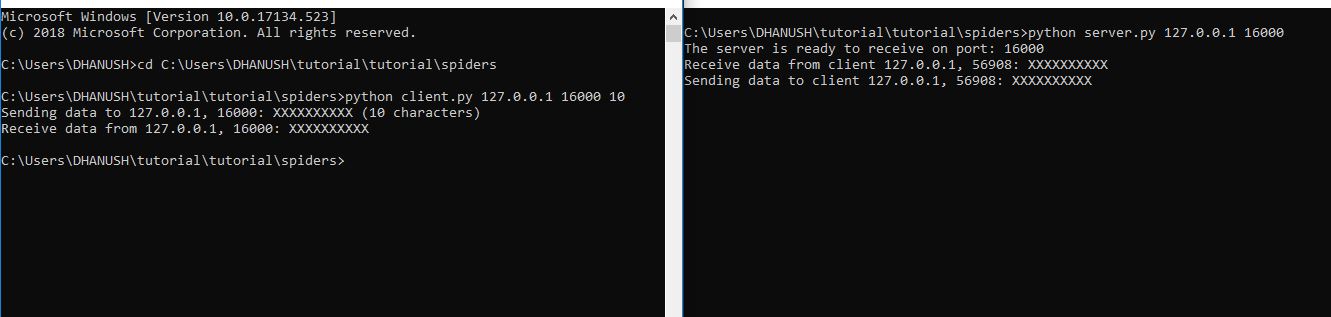 Microsoft Windows [Version 10.0.17134.523]
(c) 2018 Microsoft Corporation. All rights reserved.
C:\Users\DHANUSH>cd C:\Users\DHANUSH\tutorial\tutorial\spiders
C:\Users\DHANUSH\tutorial\tutorial\spiders>python client.py 127.0.0.1 16000 10
Sending data to 127.0.0.1, 16000: XXXXXXXXXX (10 characters)
Receive data from 127.0.0.1, 16000: XXXXXXXXXX
C:\Users\DHANUSH\tutorial\tutorial\spiders>
C:\Users\DHANUSH\tutorial\tutorial\spiders>python server.py 127.0.0.1 16000
The server is ready to receive on port: 16000
Receive data from client 127.0.0.1, 56908: XXXXXXXXXX
Sending data to client 127.0.0.1, 56908: XXXXXXXXXX